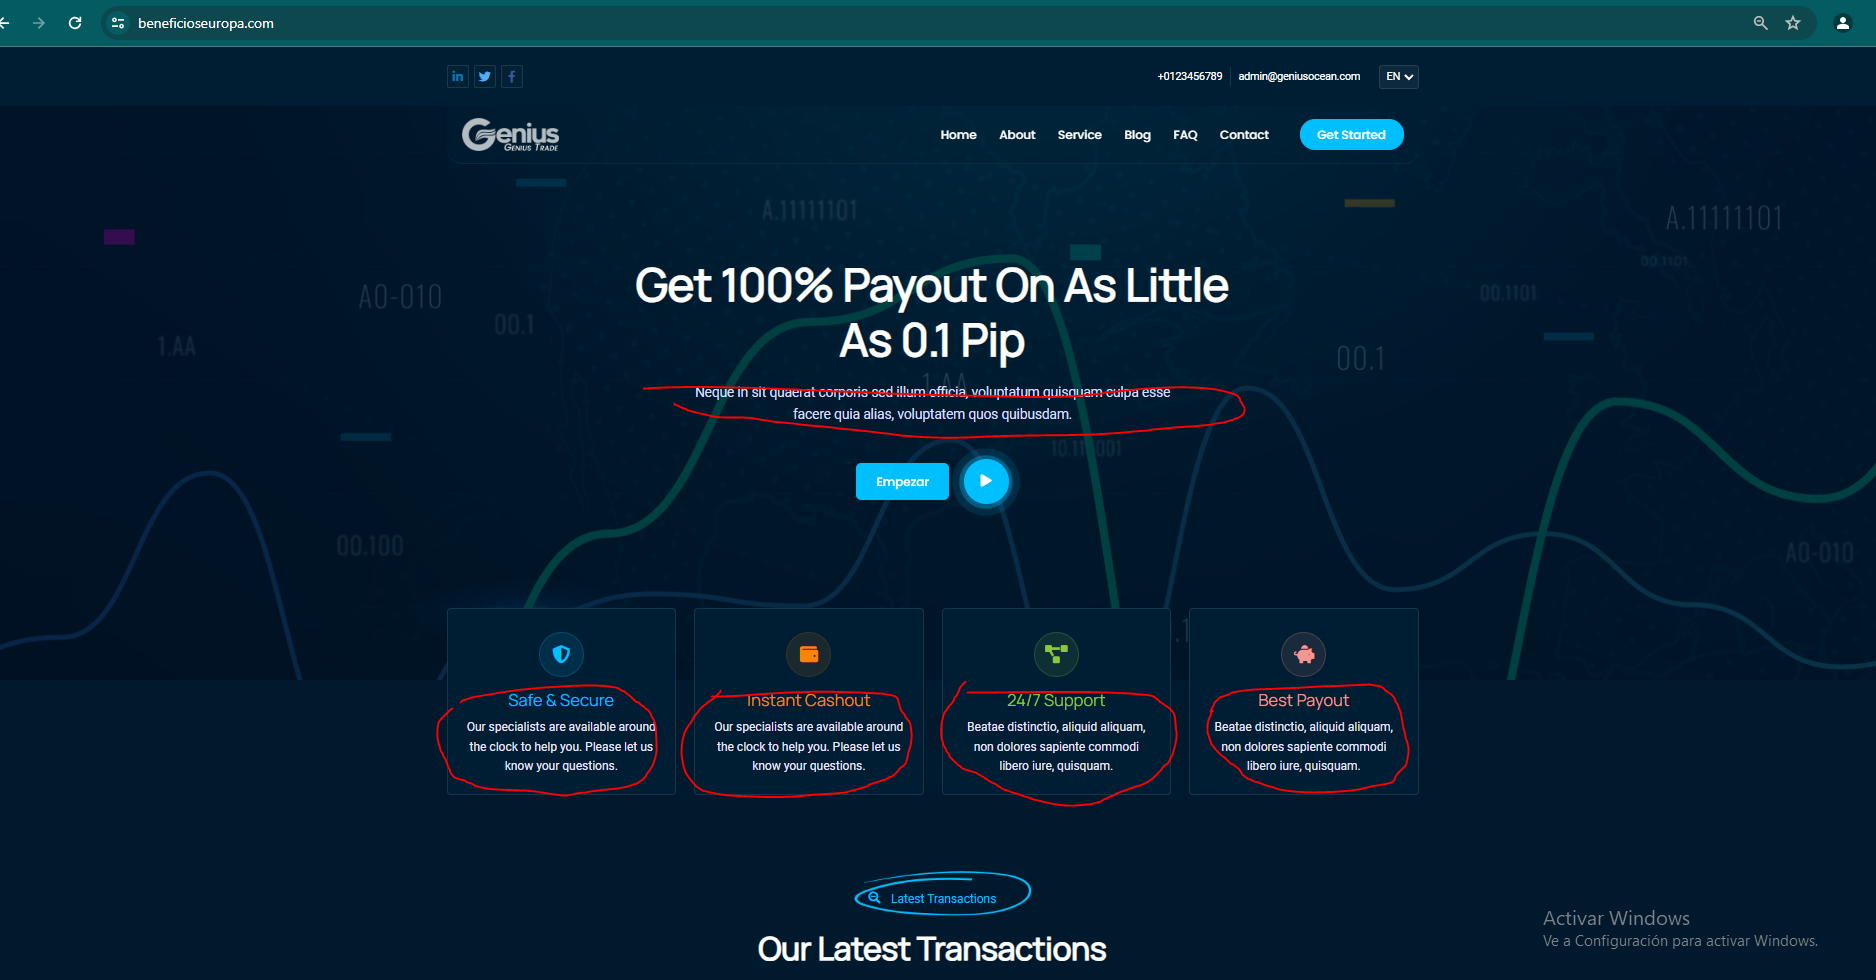 beneficioseuropa.com
in
+0123456789
admin@geniusocean.com
EN
Genius
GENIUS TRADE
Home
About
Service
Blog
FAQ
Contact
Get Started
A.11111101
A.11111101
00.1101
A0-010
00.1101
00.1
1.AA
00.1
Get 100% Payout On As Little
As 0.1 Pip
1.AA
Neque in sit quaerat corporis sed illum officia, voluptatum quisquam culpa esse
facere quia alias, voluptatem quos quibusdam.
Empezar
00.100
A0-010
Safe & Secure
Our specialists are available around
the clock to help you. Please let us
know your questions.
Instant Cashout
Our specialists are available around
the clock to help you. Please let us
know your questions.
24/7 Support
Beatae distinctio, aliquid aliquam,
non dolores sapiente commodi
libero iure, quisquam.
Best Payout
Beatae distinctio, aliquid aliquam,
non dolores sapiente commodi
libero iure, quisquam.
Latest Transactions
Our Latest Transactions
Activar Windows
Ve a Configuración para activar Windows.